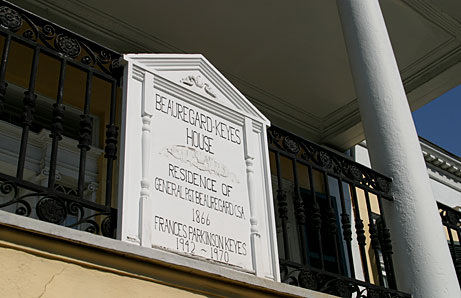 BEAUREGARD-KEYES
HOUSE
RESIDENCE OF
GENERAL P.G.T. BEAUREGARD CSA
1866
FRANCES PARKINSON KEYES
1942 - 1970